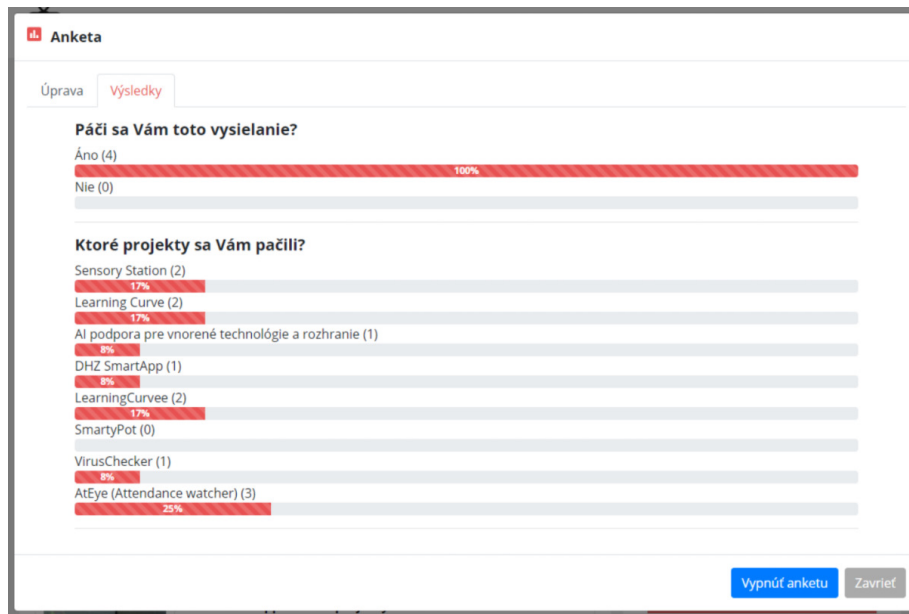 Anketa
Úprava
Výsledky
Páči sa Vám toto vysielanie?
Áno (4)
100%
Nie (0)
Ktoré projekty sa Vám pačili?
Sensory Station (2)
17%
Learning Curve (2)
17%
AI podpora pre vnorené technológie a rozhranie (1)
8%
DHZ SmartApp (1)
8%
LearningCurvee (2)
17%
SmartyPot (0)
VirusChecker (1)
8%
AtEye (Attendance watcher) (3)
25%
Vypnúť anketu
Zavrieť